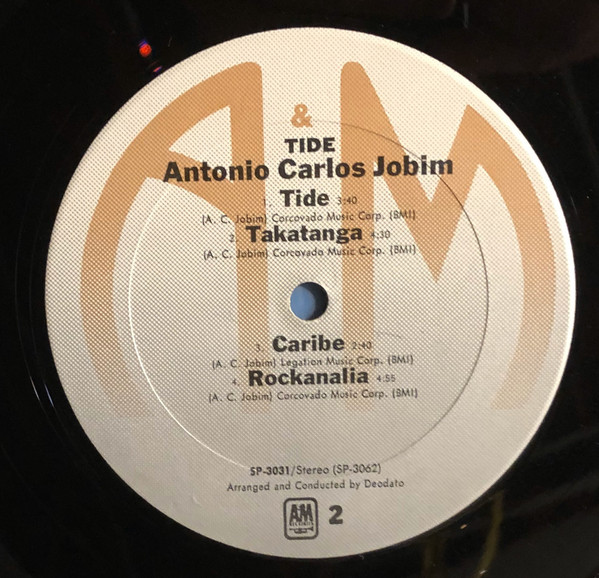 A & M
TIDE
Antonio Carlos Jobim
1. Tide 3:40
(A. C. Jobim) Corcovado Music Corp. (BMI)
2. Takatanga 4:30
(A. C. Jobim) Corcovado Music Corp. (BMI)
3. Caribe 2:40
(A. C. Jobim) Legation Music Corp. (BMI)
4. Rockanalia 4:55
(A. C. Jobim) Corcovado Music Corp. (BMI)
SP-3031/Stereo (SP-3062)
Arranged and Conducted by Deodato
AM 2
RECORDS